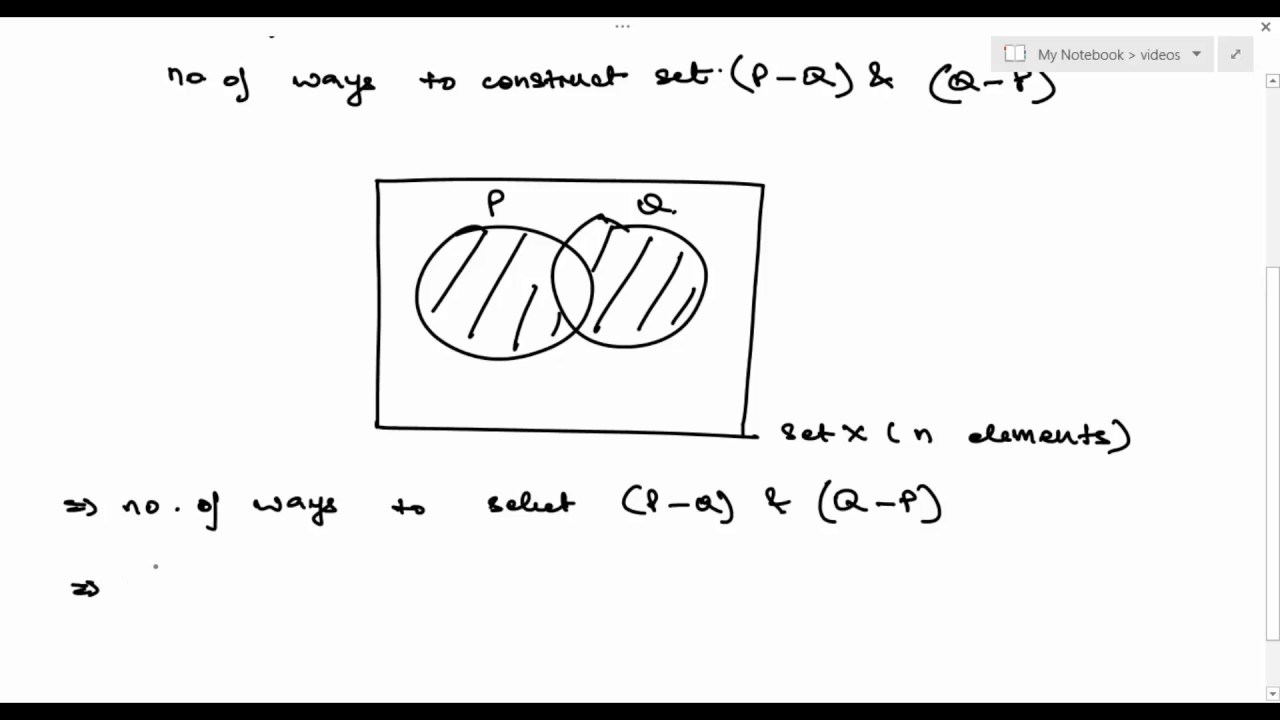 My Notebook > videos
no of ways to construct set. (P-Q) & (Q-P)
P Q.
set X (n elements)
⇒ no. of ways to select (P-Q) & (Q-P)
⇒